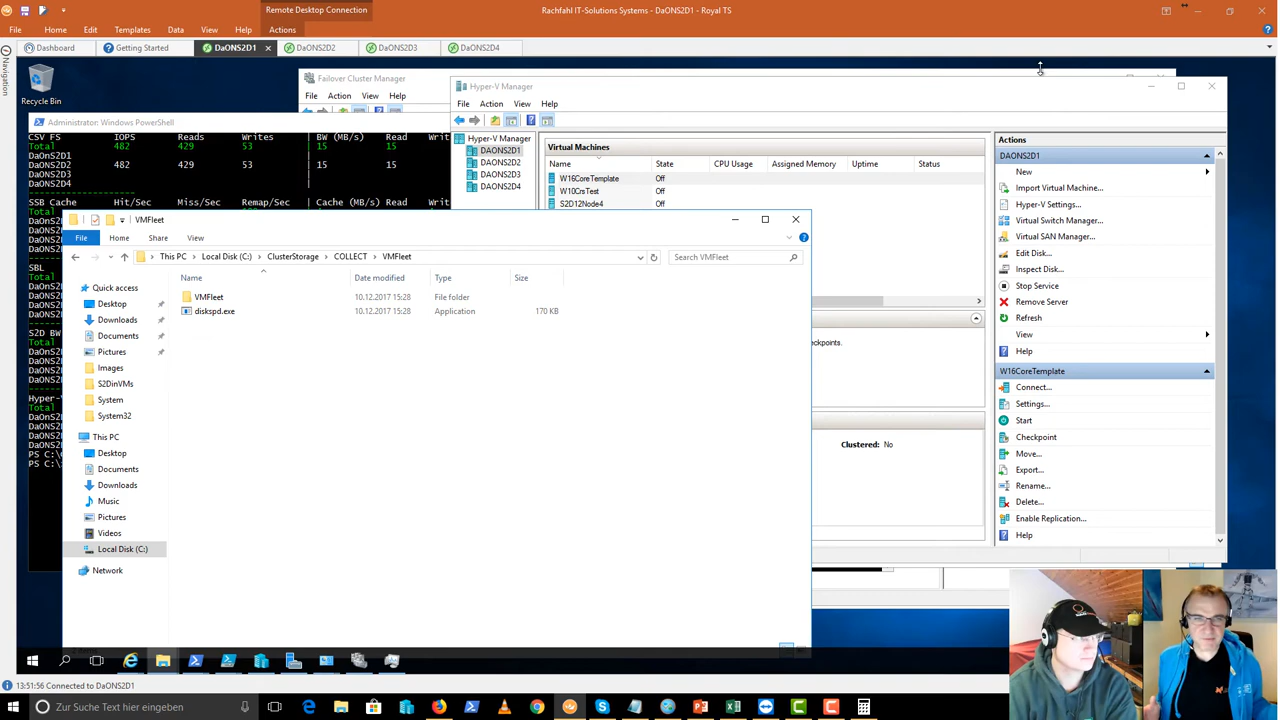 Remote Desktop Connection
Rachfahl IT-Solutions Systems - DaONS2D1 - Royal TS
File Home Edit Templates Data View Help Actions
Navigation
Dashboard Getting Started DaONS2D1 DaONS2D2 DaONS2D3 DaONS2D4
Recycle Bin
Failover Cluster Manager
File Action View Help
Hyper-V Manager
File Action View Help
Administrator: Windows PowerShell
CSV FS IOPS Reads Writes | BW (MB/s) Read
Total 482 429 53 | 15 15
DaOnS2D1
DaONS2D2 482 429 53 | 15 15
DaONS2D3
DaONS2D4
SSB Cache Hit/Sec Miss/Sec Remap/Sec Cache (MB/s)
SBL
S2D BW
Hyper-V
Total
Hyper-V Manager
DAONS2D1
DAONS2D2
DAONS2D3
DAONS2D4
Virtual Machines
Name State CPU Usage Assigned Memory Uptime Status
W16CoreTemplate Off
W10CrsTest Off
S2D12Node4 Off
Clustered: No
Actions
DAONS2D1
New
Import Virtual Machine...
Hyper-V Settings...
Virtual Switch Manager...
Virtual SAN Manager...
Edit Disk...
Inspect Disk...
Stop Service
Remove Server
Refresh
View
Help
W16CoreTemplate
Connect...
Settings...
Start
Checkpoint
Move...
Export...
Rename...
Delete...
Enable Replication...
Help
VMFleet
File Home Share View
This PC > Local Disk (C:) > ClusterStorage > COLLECT > VMFleet
Search VMFleet
Name Date modified Type Size
VMFleet 10.12.2017 15:28 File folder
diskspd.exe 10.12.2017 15:28 Application 170 KB
Quick access
Desktop
Downloads
Documents
Pictures
Images
S2DinVMs
System
System32
This PC
Desktop
Documents
Downloads
Music
Pictures
Videos
Local Disk (C:)
Network
13:51:56 Connected to DaONS2D1
Zur Suche Text hier eingeben